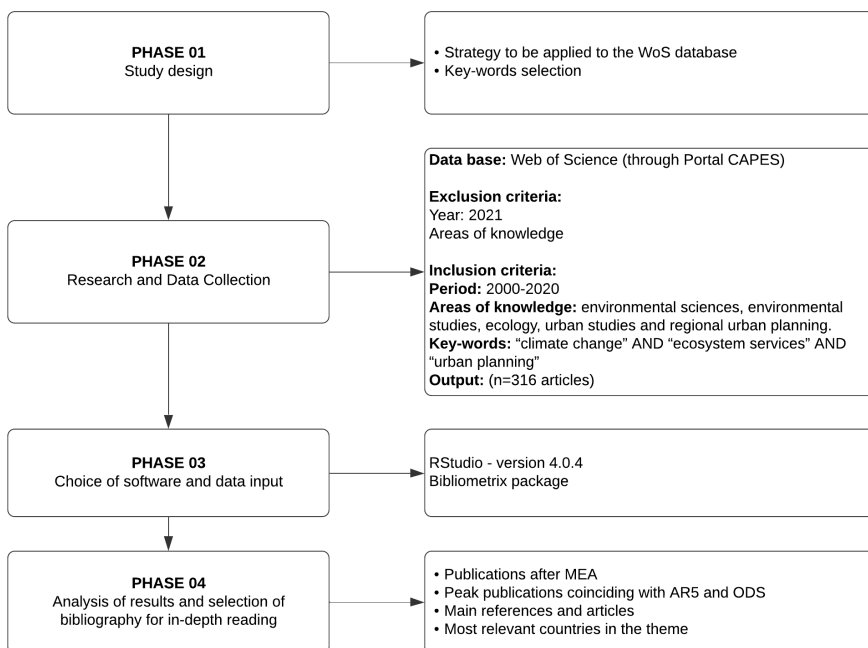 PHASE 01
Study design
• Strategy to be applied to the WoS database
• Key-words selection
PHASE 02
Research and Data Collection
Data base: Web of Science (through Portal CAPES)
Exclusion criteria:
Year: 2021
Areas of knowledge
Inclusion criteria:
Period: 2000-2020
Areas of knowledge: environmental sciences, environmental
studies, ecology, urban studies and regional urban planning.
Key-words: “climate change” AND “ecosystem services” AND
“urban planning”
Output: (n=316 articles)
PHASE 03
Choice of software and data input
RStudio - version 4.0.4
Bibliometrix package
PHASE 04
Analysis of results and selection of
bibliography for in-depth reading
• Publications after MEA
• Peak publications coinciding with AR5 and ODS
• Main references and articles
• Most relevant countries in the theme